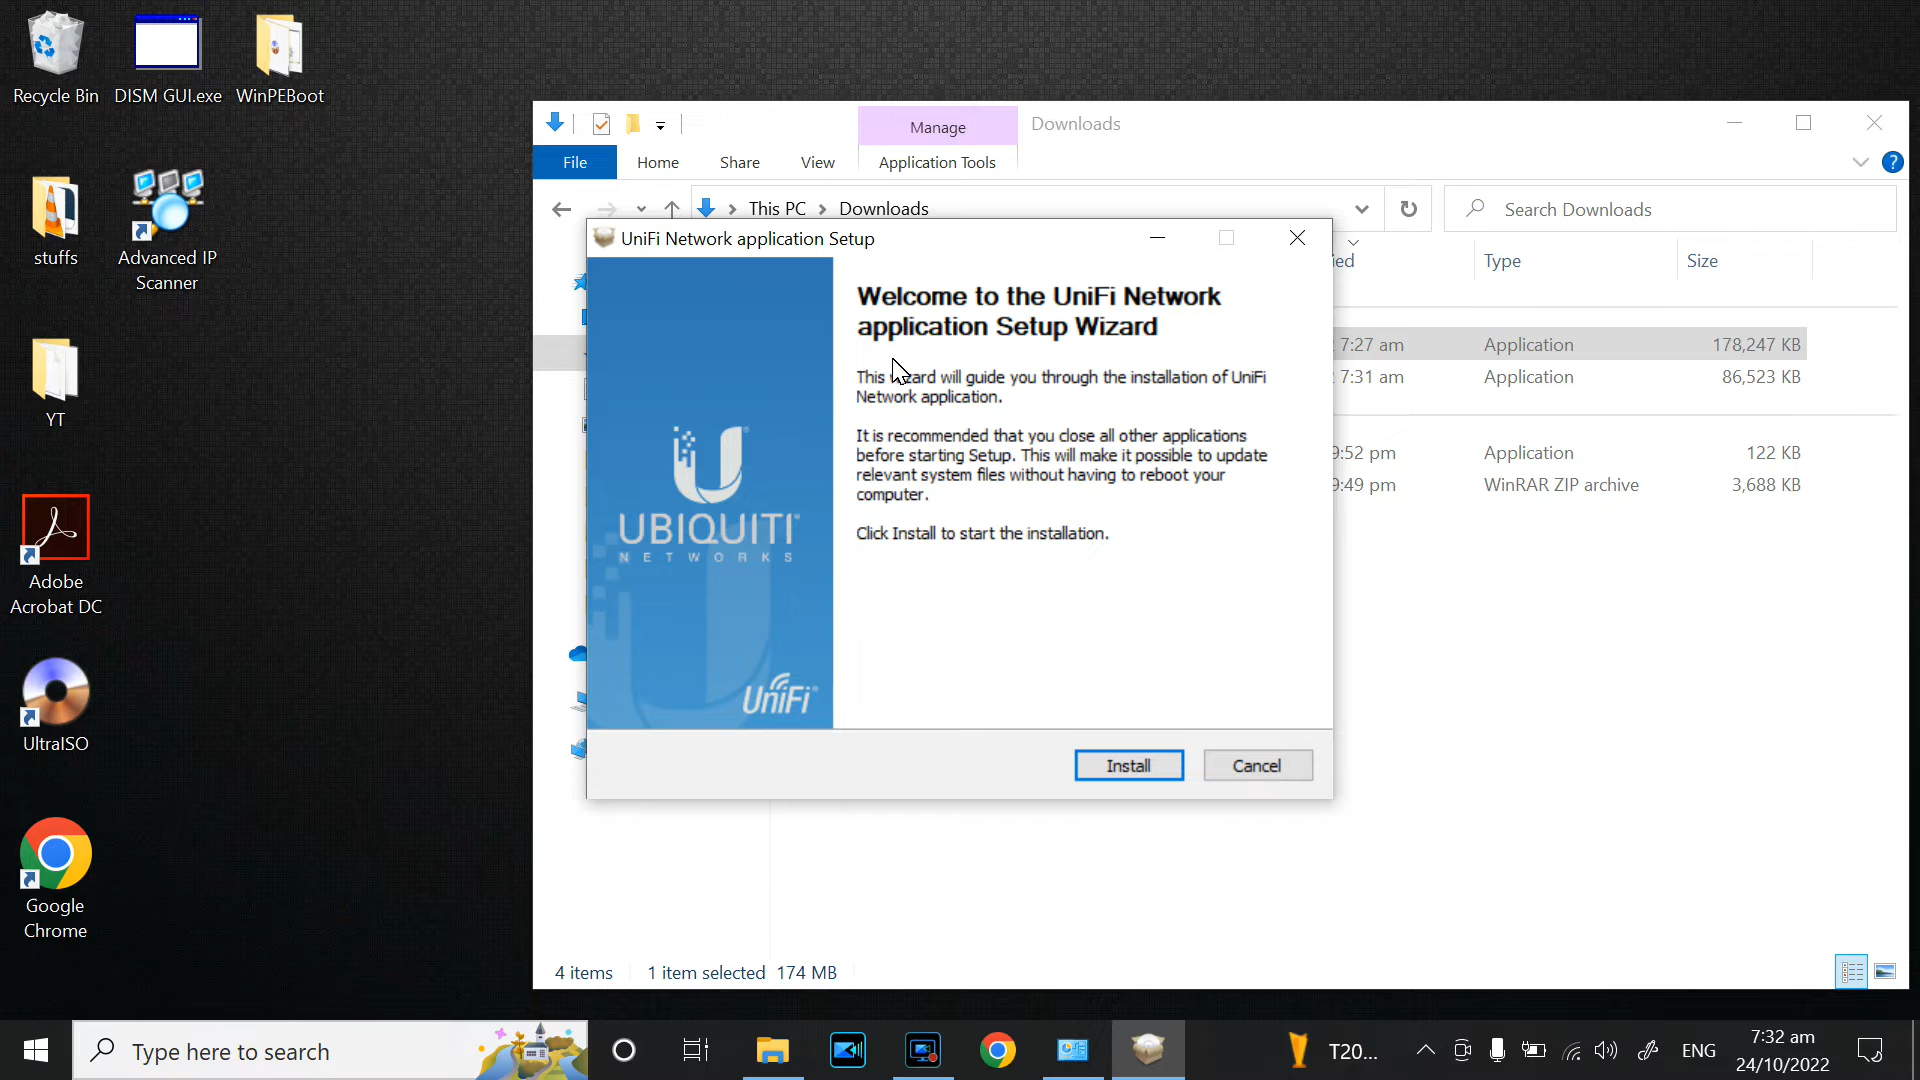 Recycle Bin
DISM GUI.exe
WinPEBoot
stuffs
Advanced IP
Scanner
YT
Adobe
Acrobat DC
UltraISO
Google
Chrome
Manage
Downloads
File
Home
Share
View
Application Tools
This PC
Downloads
Search Downloads
ied
Type
Size
7:27 am
Application
178,247 KB
7:31 am
Application
86,523 KB
9:52 pm
Application
122 KB
9:49 pm
WinRAR ZIP archive
3,688 KB
UniFi Network application Setup
Welcome to the UniFi Network
application Setup Wizard
This wizard will guide you through the installation of UniFi
Network application.
It is recommended that you close all other applications
before starting Setup. This will make it possible to update
relevant system files without having to reboot your
computer.
Click Install to start the installation.
UBIQUITI
NETWORKS
UniFi
Install
Cancel
4 items
1 item selected 174 MB
Type here to search
T20...
ENG
7:32 am
24/10/2022